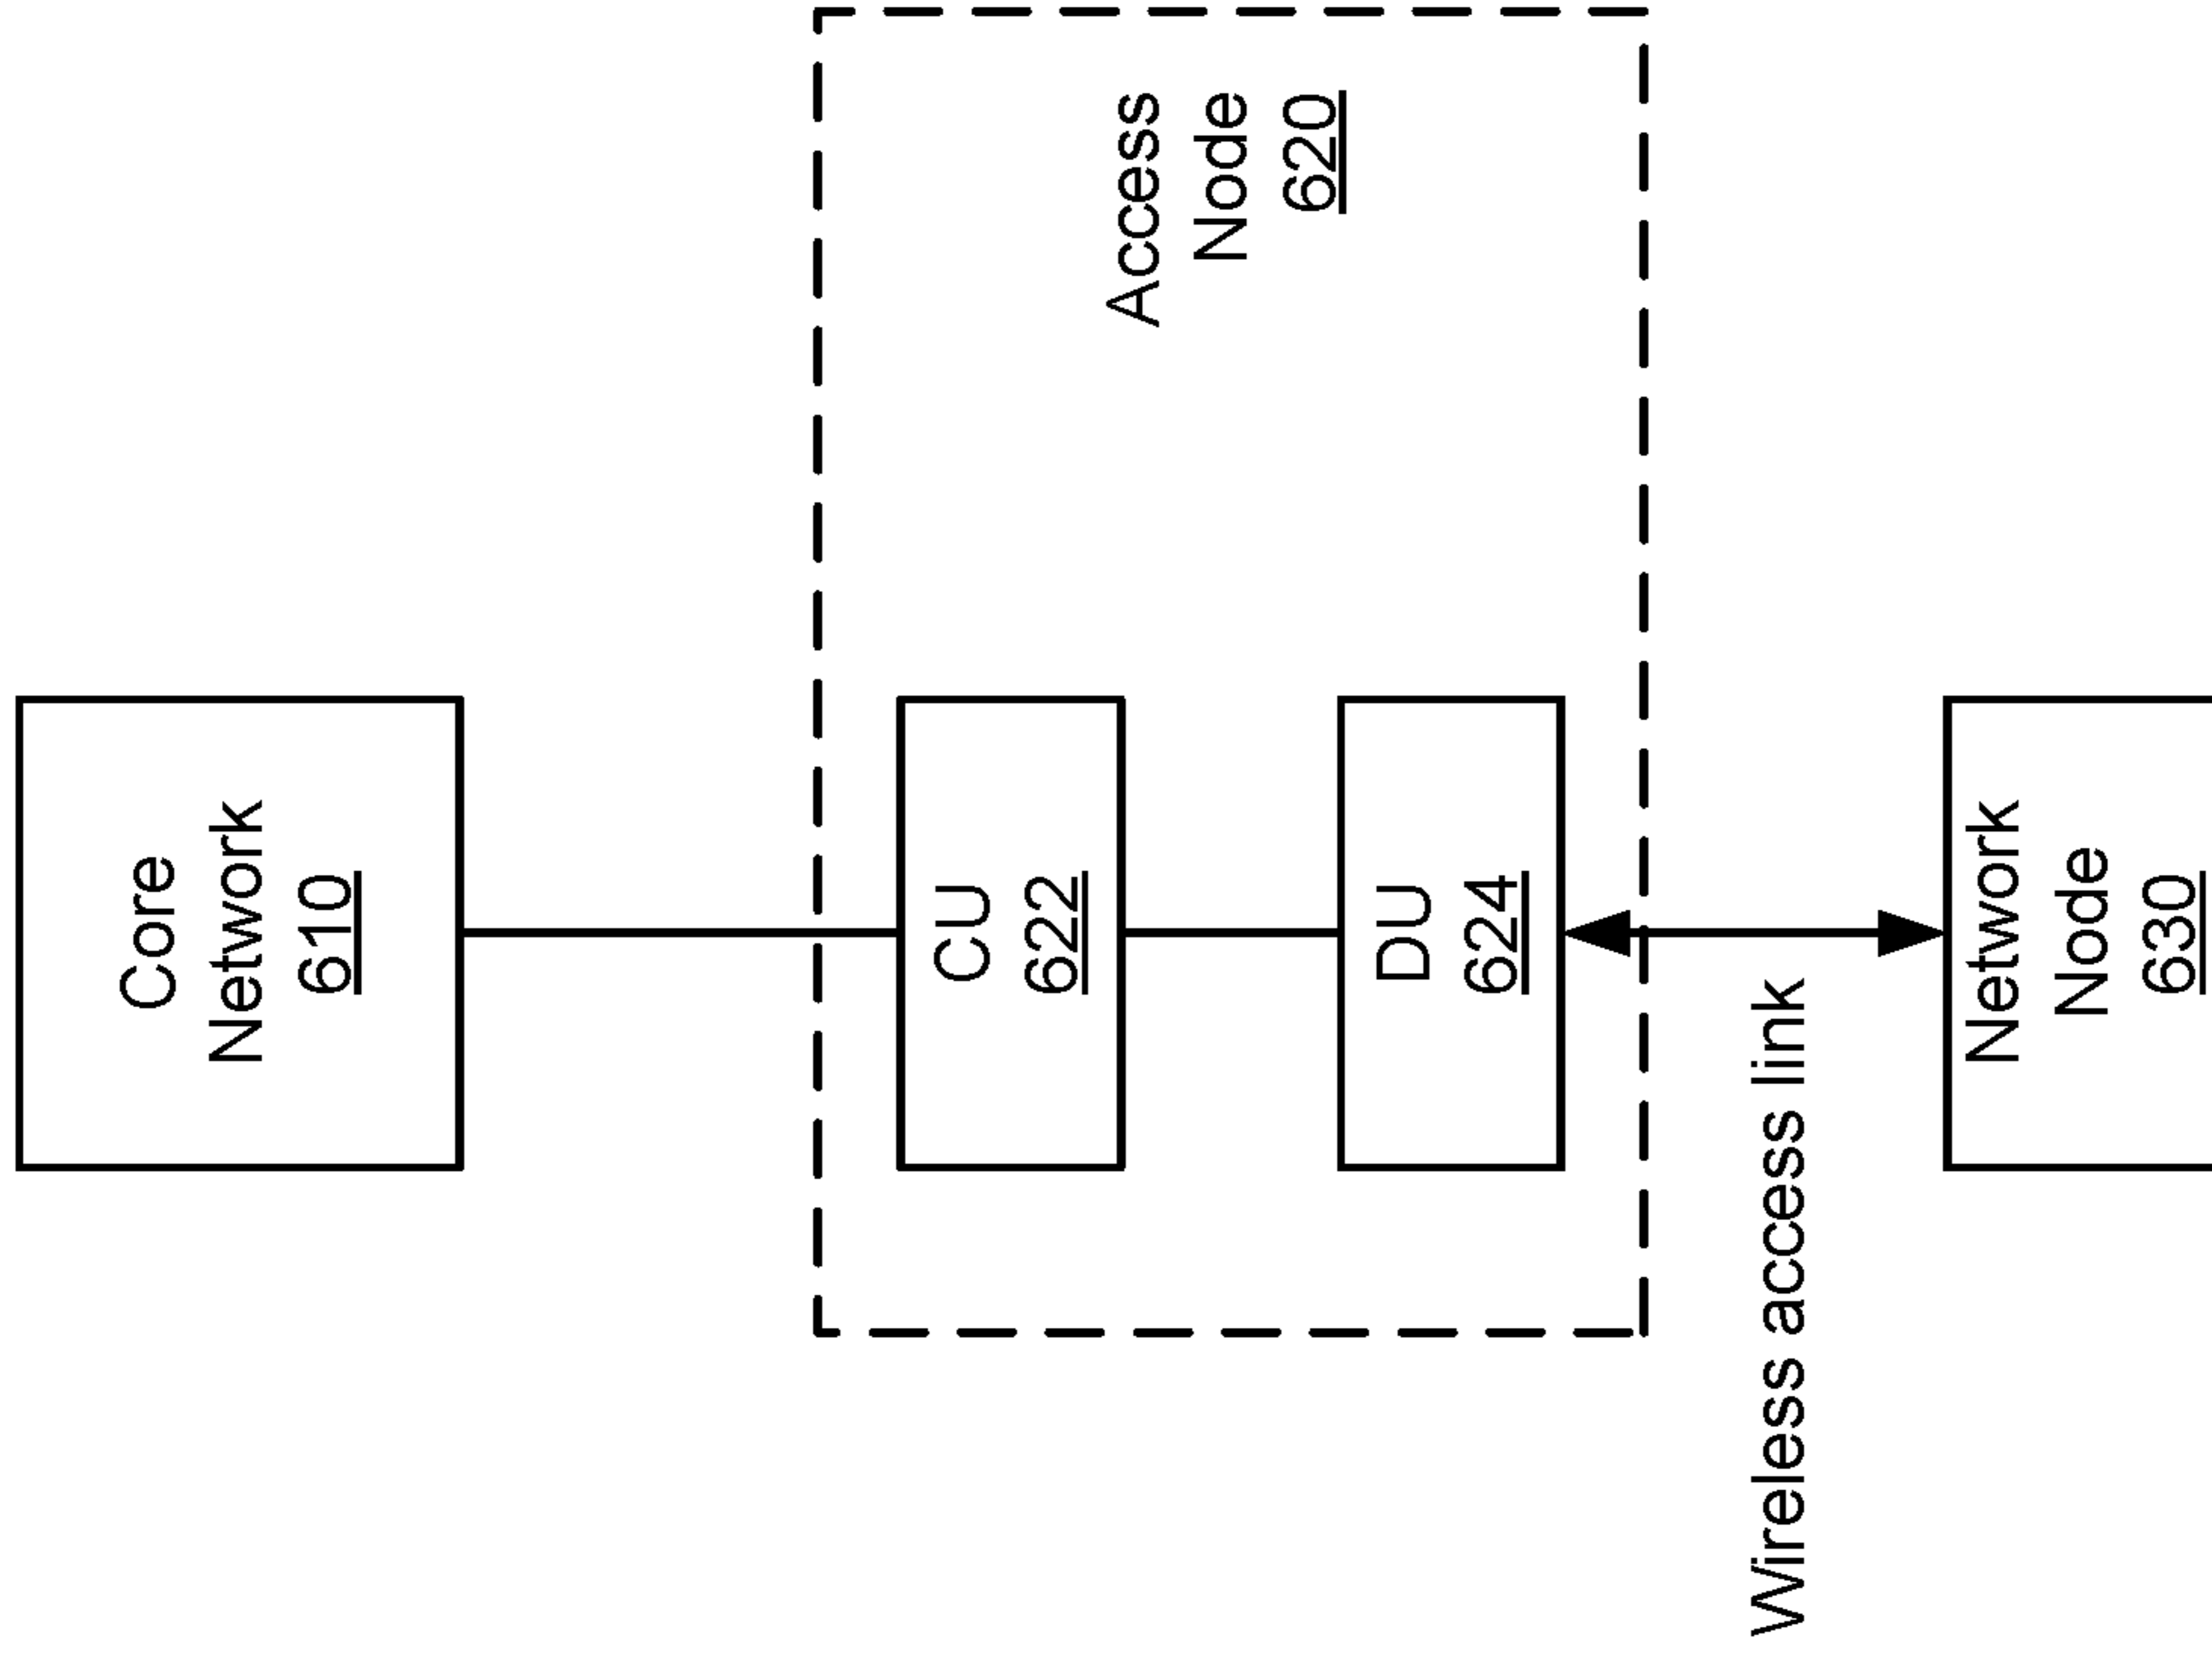 Core
Network
610
Access
Node
620
CU
622
DU
624
Wireless access link
Network
Node
630